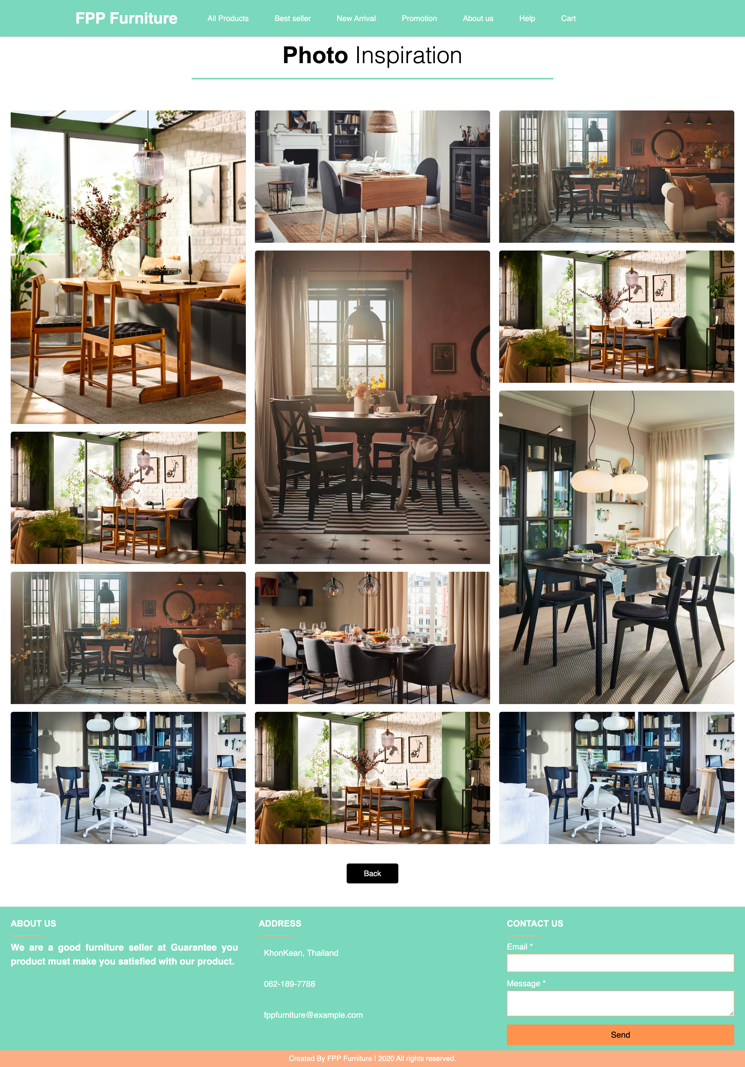 FPP Furniture
All Products
Best seller
New Arrival
Promotion
About us
Help
Cart
Photo Inspiration
Back
ABOUT US
We are a good furniture seller at Guarantee you
product must make you satisfied with our product.
ADDRESS
KhonKean, Thailand
062-189-7788
fppfurniture@example.com
CONTACT US
Email *
Message *
Send
Created By FPP Furniture | 2020 All rights reserved.